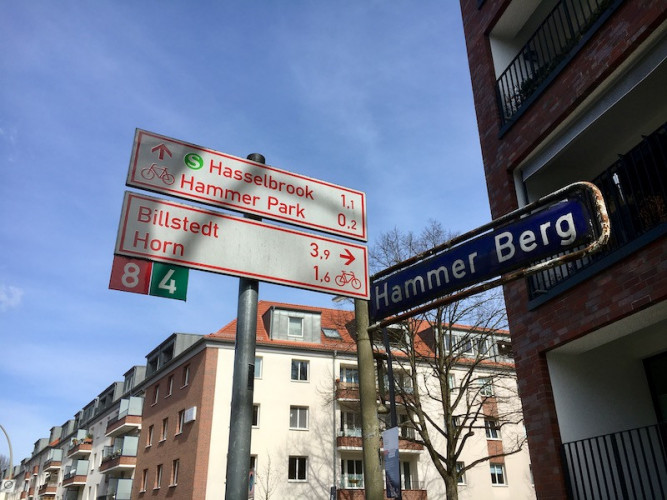 S Hasselbrook 1,1
Hammer Park 0,2
Billstedt 3,9
Horn 1,6
8 4
Hammer Berg